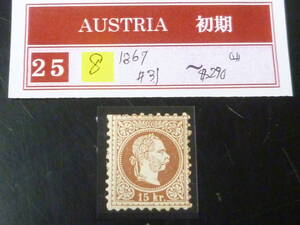 AUSTRIA 初期
25 8 1867 #31 ~$290 (U)
15 kr.